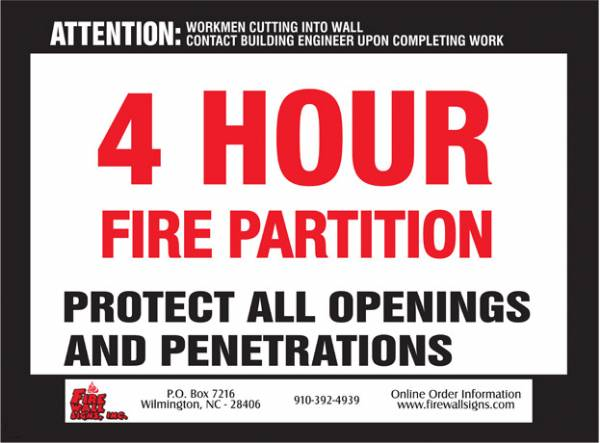 ATTENTION: WORKMEN CUTTING INTO WALL
CONTACT BUILDING ENGINEER UPON COMPLETING WORK
4 HOUR
FIRE PARTITION
PROTECT ALL OPENINGS
AND PENETRATIONS
FIRE
WALL
SIGNS, INC.
P.O. Box 7216
Wilmington, NC - 28406
910-392-4939
Online Order Information
www.firewallsigns.com